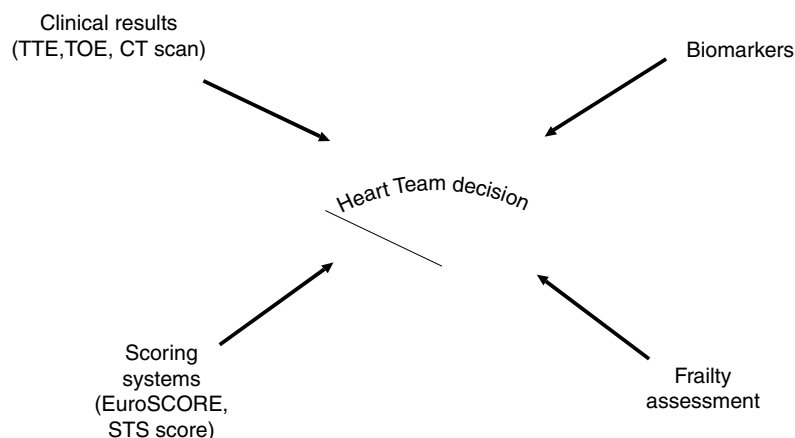 Clinical results
(TTE,TOE, CT scan)
Biomarkers
Heart Team decision
Scoring
systems
(EuroSCORE,
STS score)
Frailty
assessment